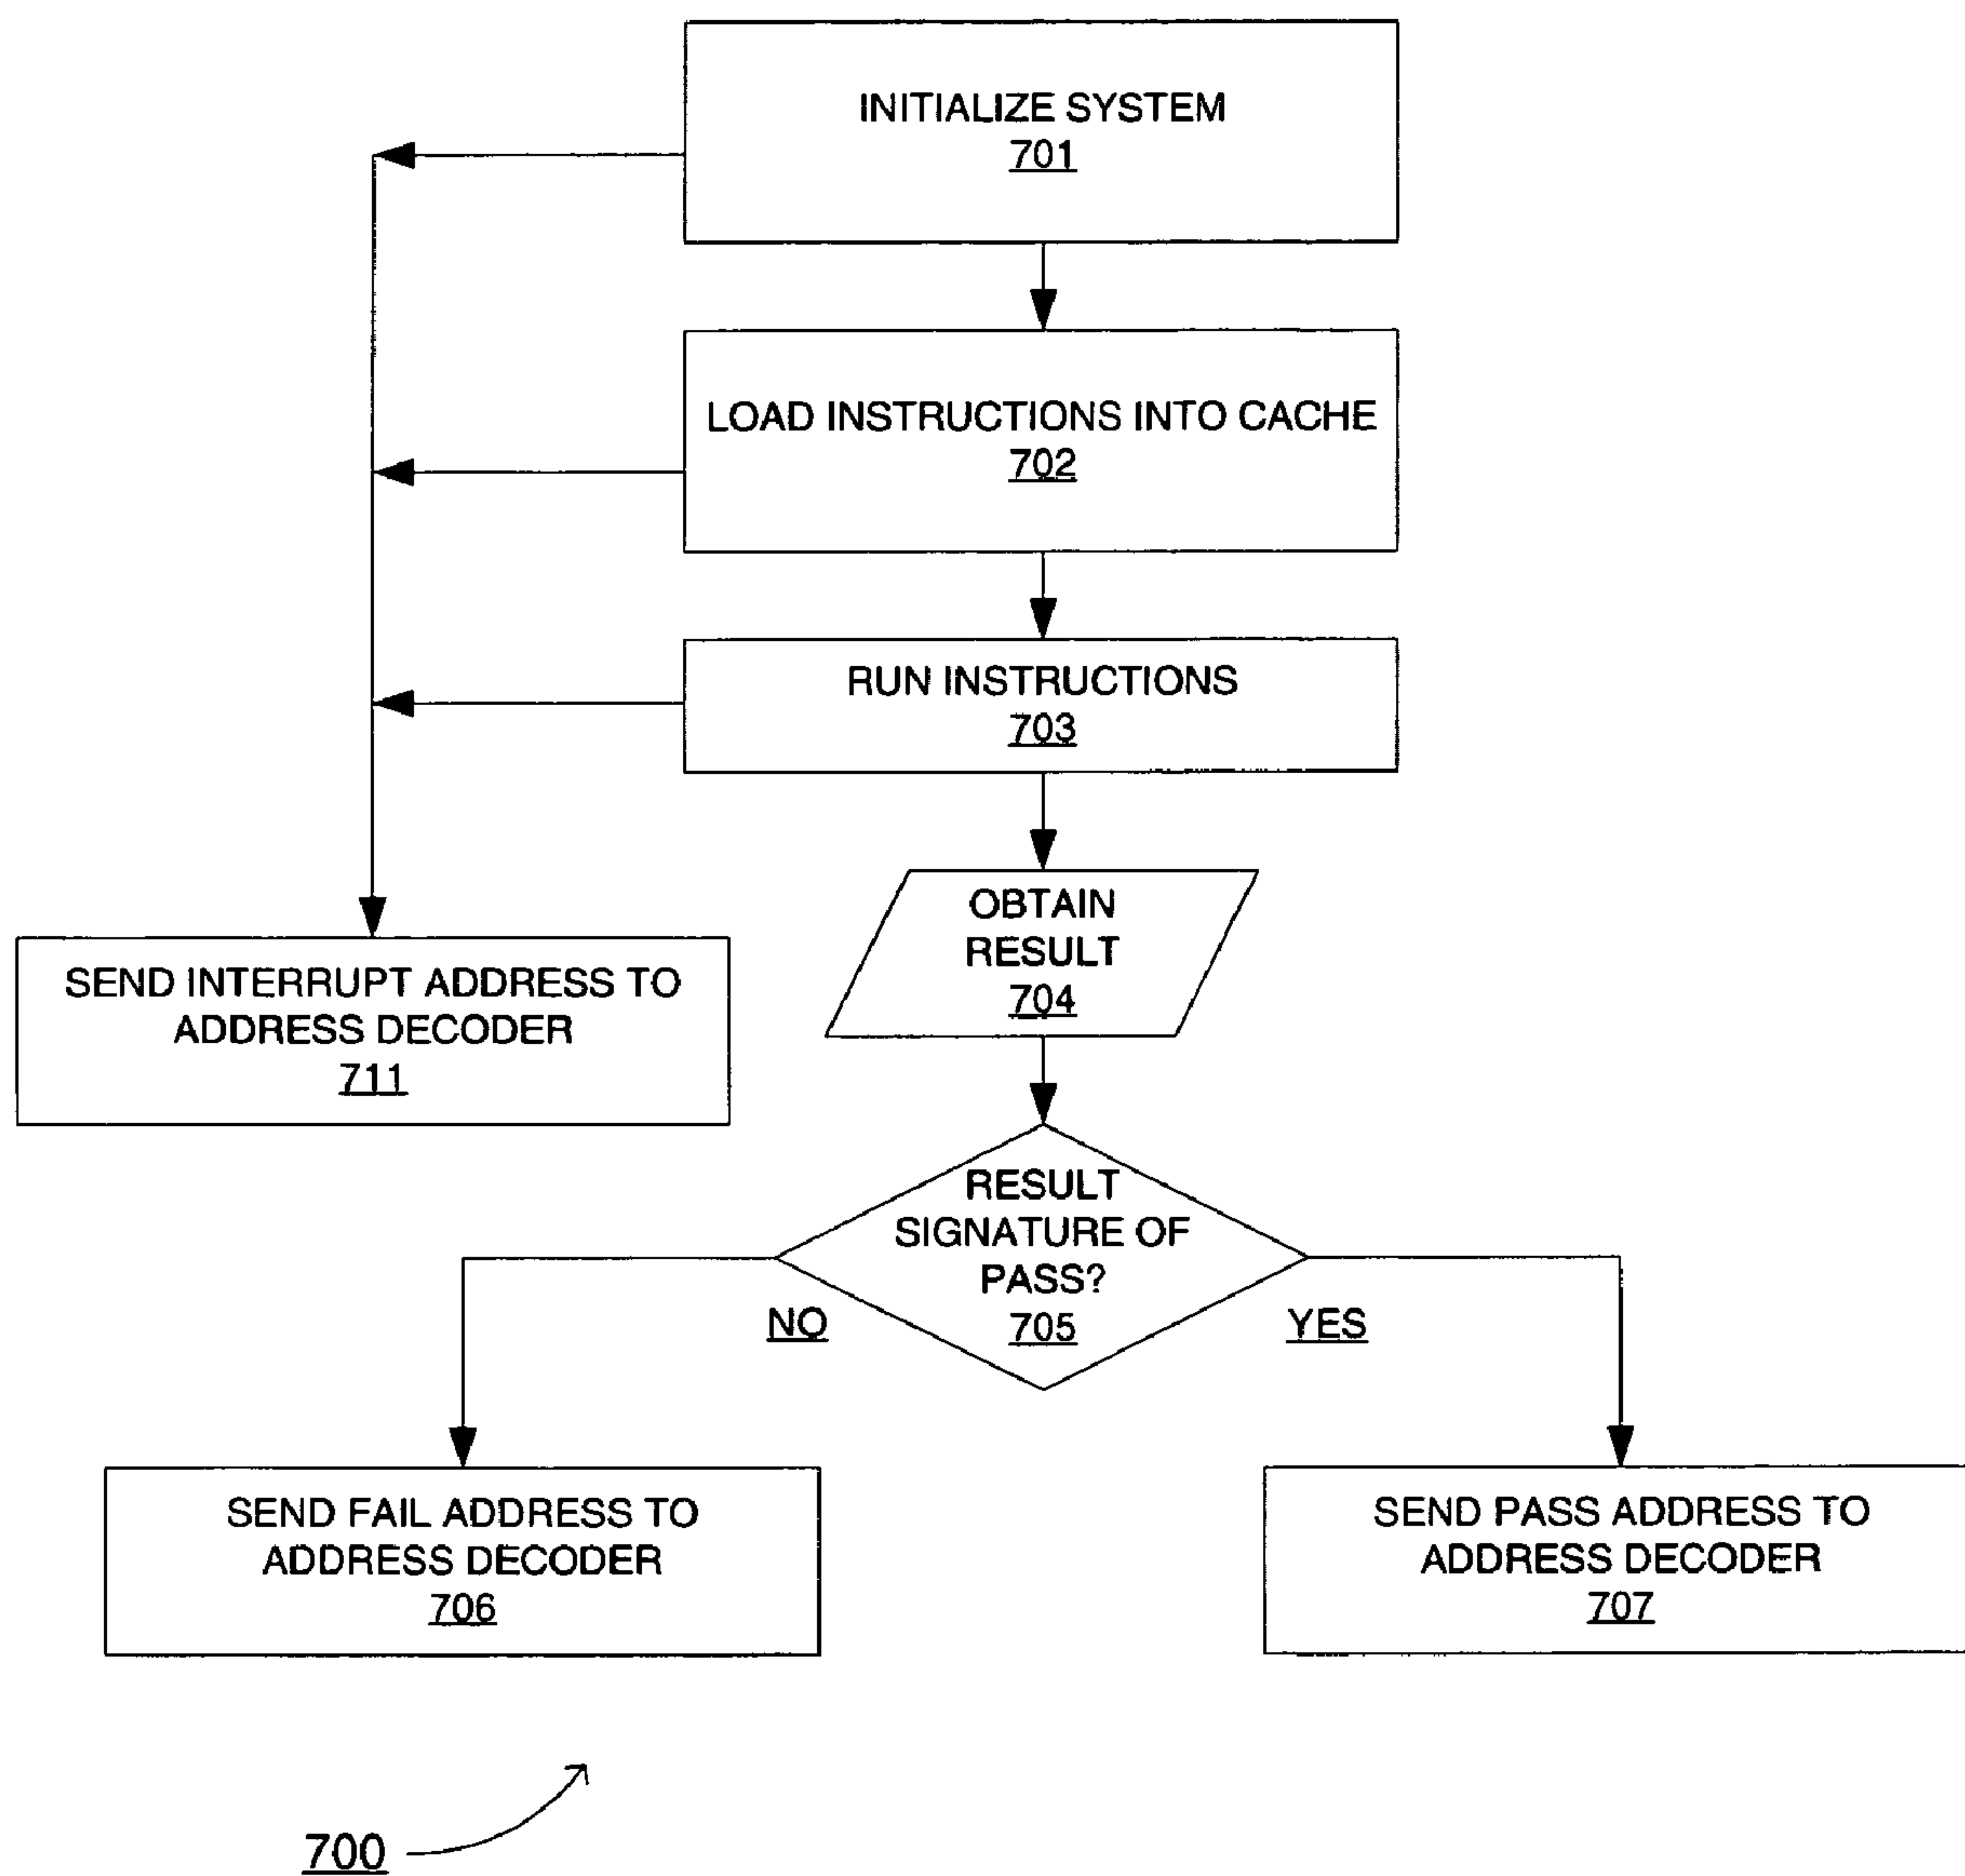 INITIALIZE SYSTEM
701
LOAD INSTRUCTIONS INTO CACHE
702
RUN INSTRUCTIONS
703
OBTAIN
RESULT
704
SEND INTERRUPT ADDRESS TO
ADDRESS DECODER
711
RESULT
SIGNATURE OF
PASS?
705
NO
YES
SEND FAIL ADDRESS TO
ADDRESS DECODER
706
SEND PASS ADDRESS TO
ADDRESS DECODER
707
700